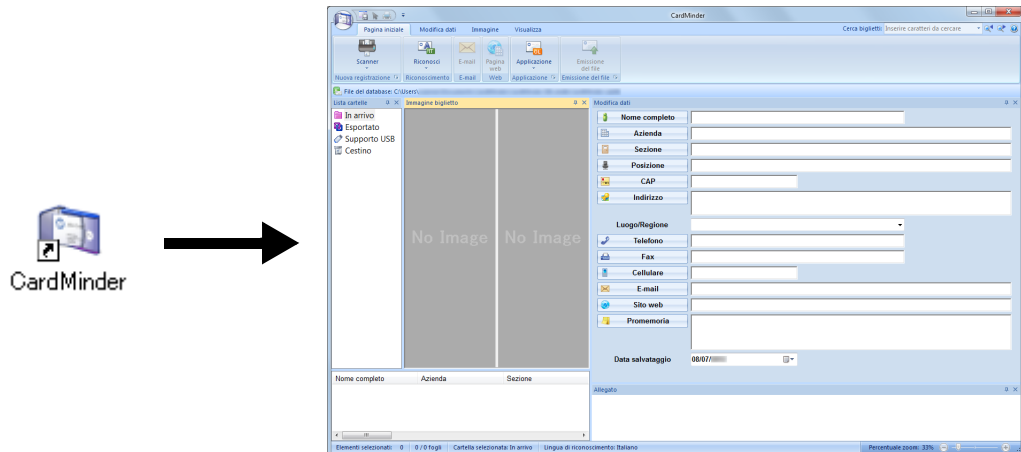 CardMinder
CardMinder
Pagina iniziale Modifica dati Immagine Visualizza
Cerca biglietti: Inserire caratteri da cercare
Scanner Riconosci E-mail Pagina web Applicazione Emissione del file
Nuova registrazione Riconoscimento E-mail Web Applicazione Emissione del file
File del database: C:\Users\
Lista cartelle
In arrivo
Esportato
Supporto USB
Cestino
Immagine biglietto
No Image No Image
Modifica dati
Nome completo
Azienda
Sezione
Posizione
CAP
Indirizzo
Luogo/Regione
Telefono
Fax
Cellulare
E-mail
Sito web
Promemoria
Data salvataggio 08/07/
Nome completo Azienda Sezione
Allegato
Elementi selezionati: 0 0 / 0 fogli Cartella selezionata: In arrivo Lingua di riconoscimento: Italiano
Percentuale zoom: 33%